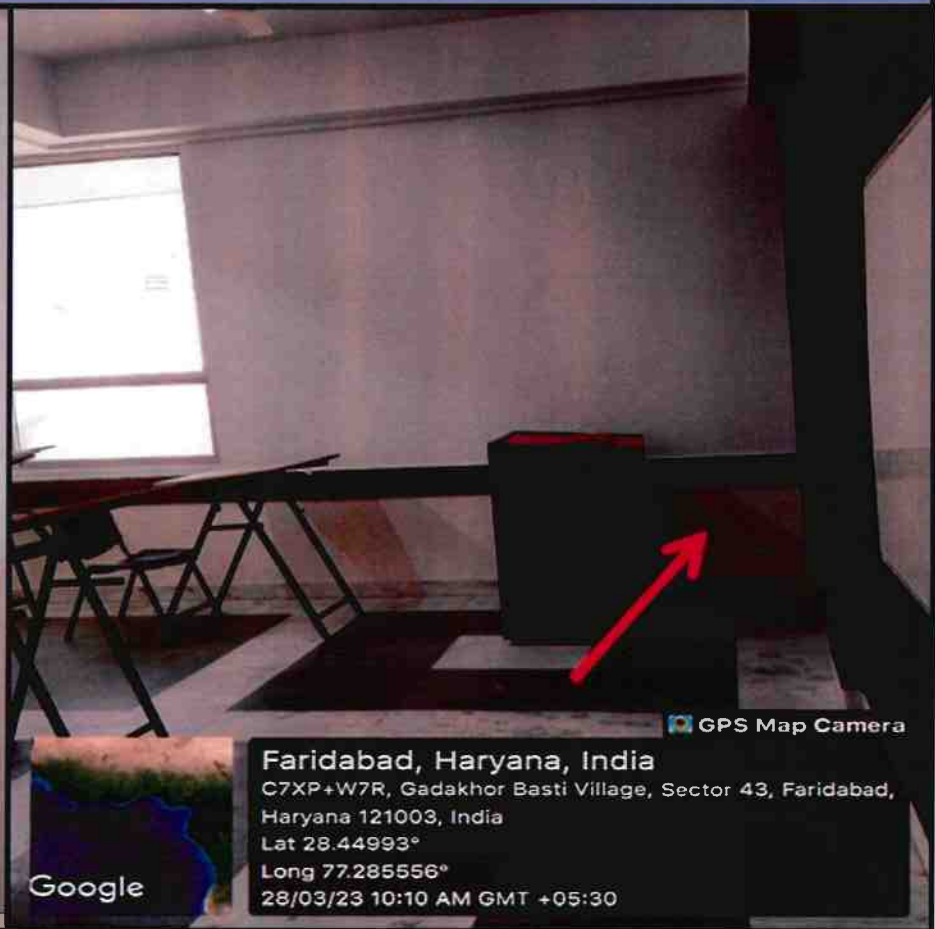 GPS Map Camera
Faridabad, Haryana, India
C7XP+W7R, Gadakhor Basti Village, Sector 43, Faridabad,
Haryana 121003, India
Lat 28.44993°
Long 77.285556°
28/03/23 10:10 AM GMT +05:30
Google